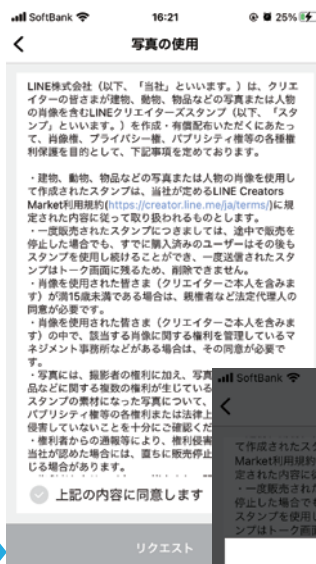 SoftBank 16:21 25%
写真の使用
LINE株式会社（以下、「当社」といいます。）は、クリエ
イターの皆さまが建物、動物、物品などの写真または人物
の肖像を含むLINEクリエイターズスタンプ（以下、「スタ
ンプ」といいます。）を作成・有償配布いただくにあたっ
て、肖像権、プライバシー権、パブリシティ権等の各種権
利保護を目的として、下記事項を定めております。
・建物、動物、物品などの写真または人物の肖像を使用し
て作成されたスタンプは、当社が定めるLINE Creators
Market利用規約(https://creator.line.me/ja/terms/)に規
定された内容に従って取り扱われるものとします。
・一度販売されたスタンプにつきましては、途中で販売を
停止した場合でも、すでに購入済みのユーザーはその後も
スタンプを使用し続けることができ、一度送信されたスタ
ンプはトーク画面に残るため、削除できません。
・肖像を使用された皆さま（クリエイターご本人を含みま
す）が満15歳未満である場合は、親権者など法定代理人の
同意が必要です。
・肖像を使用された皆さま（クリエイターご本人を含みま
す）の中で、該当する肖像に関する権利を管理しているマ
ネジメント事務所などがある場合は、その同意が必要で
す。
・写真には、撮影者の権利に加え、写真
品などに関する複数の権利が生じている
スタンプの素材になった写真について、
パブリシティ権等の各権利または法律上
侵害していないことを十分にご確認くだ
・権利者からの通報等により、権利侵害
当社が認めた場合には、直ちに販売停止
じる場合があります。
上記の内容に同意します
リクエスト
SoftBank
て作成されたスタ
Market利用規約
定された内容に従
・一度販売された
停止した場合でも
スタンプを使用し
ンプはトーク画面